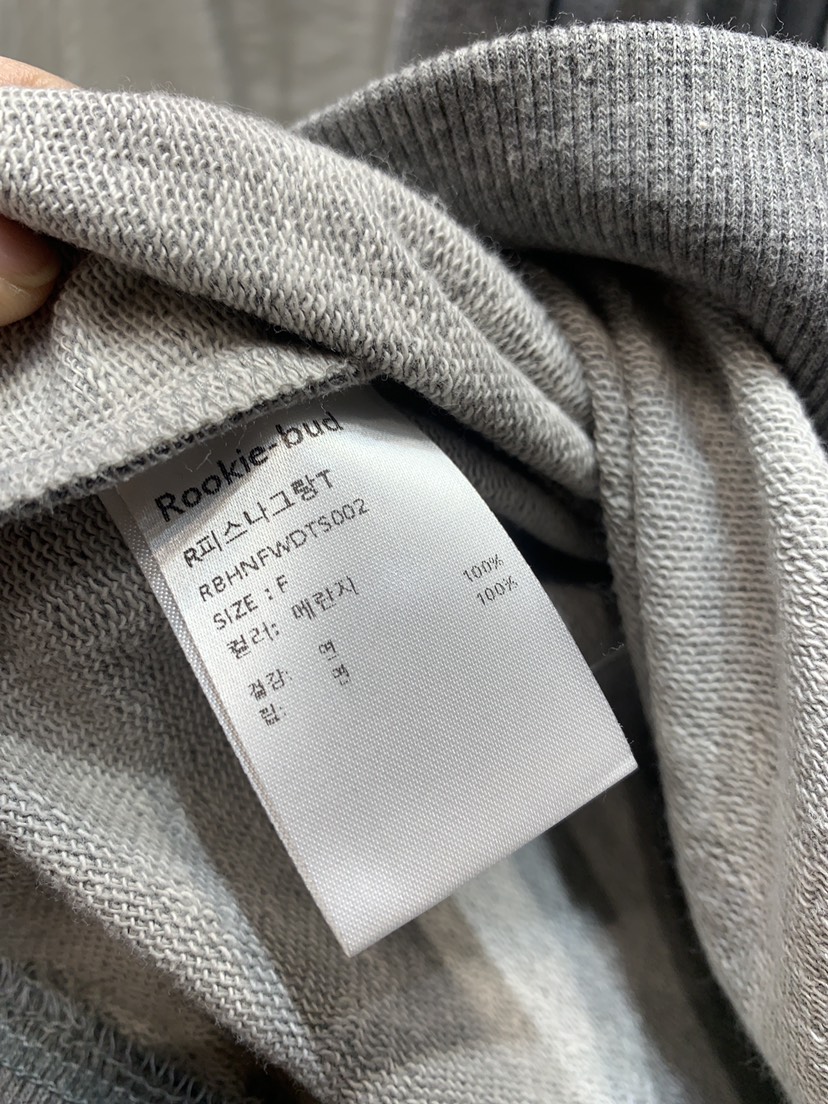 Rookie-bud
R피스나그랑T
RBHNFWDTS002
SIZE : F
컬러: 메란지
겉감: 면 100%
립: 면 100%